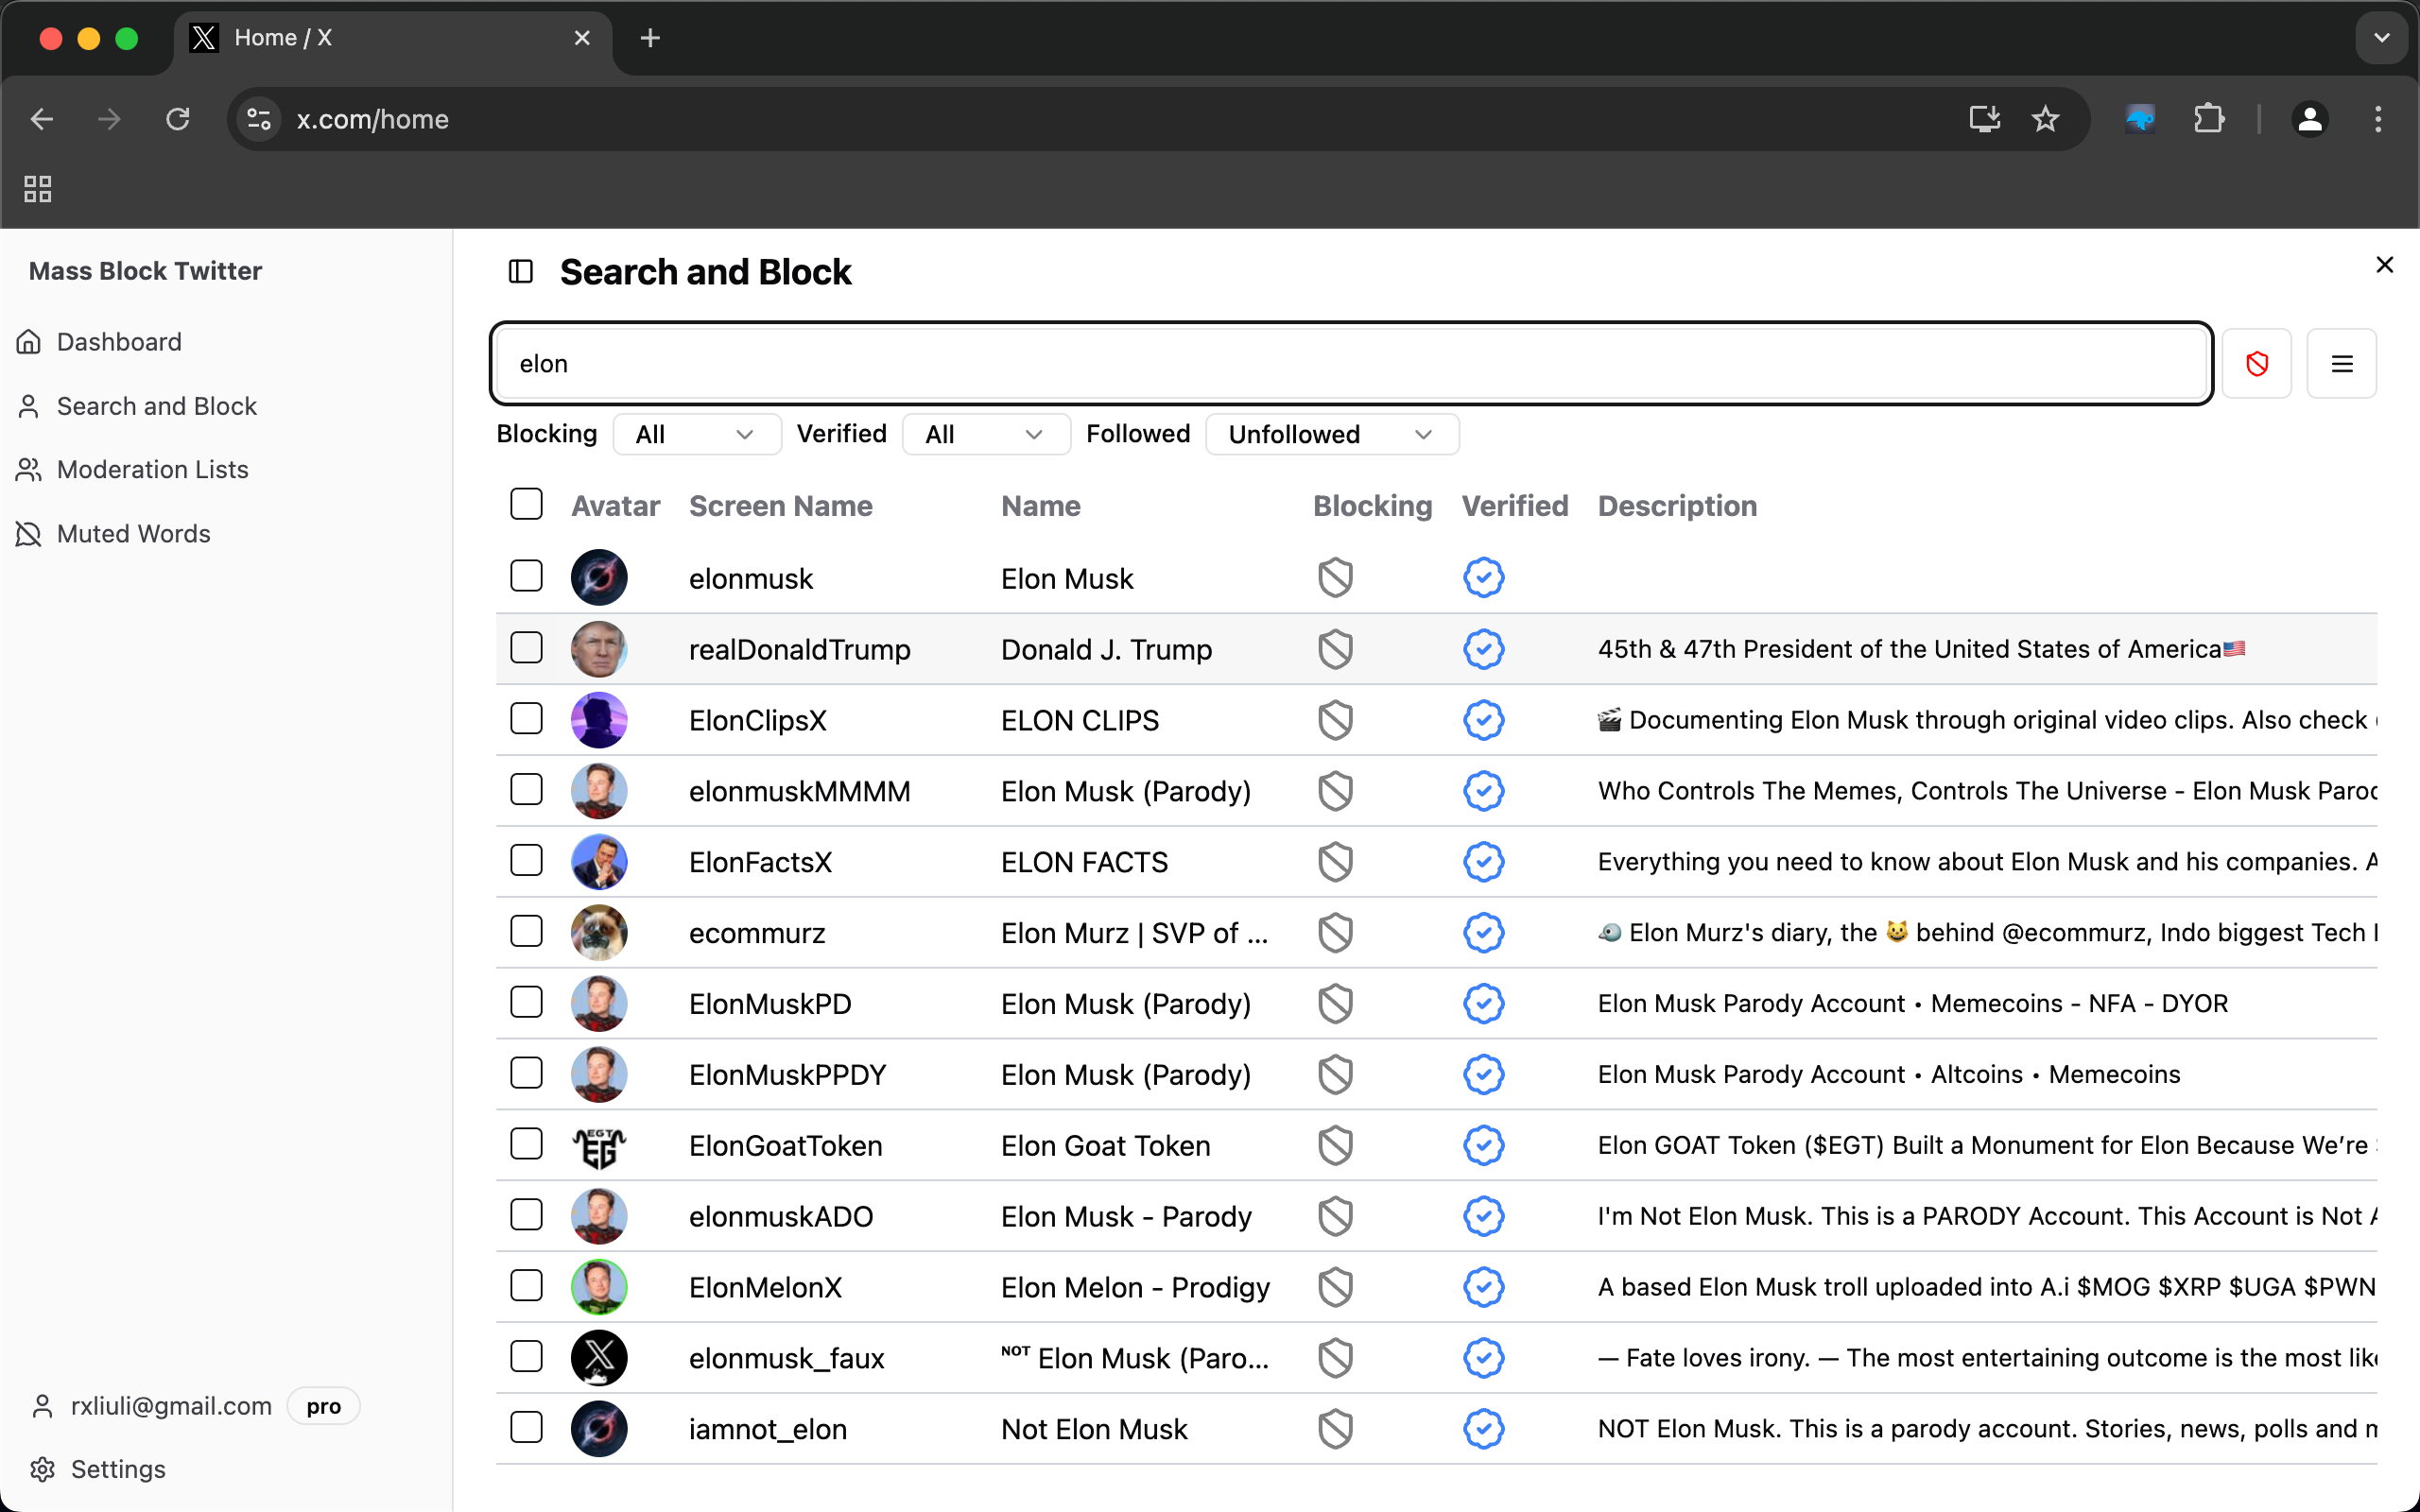 Home / X
x.com/home
Mass Block Twitter
Dashboard
Search and Block
Moderation Lists
Muted Words
rxliuli@gmail.com pro
Settings
Search and Block
elon
Blocking All Verified All Followed Unfollowed
Avatar Screen Name Name Blocking Verified Description
elonmusk Elon Musk
realDonaldTrump Donald J. Trump 45th & 47th President of the United States of America🇺🇸
ElonClipsX ELON CLIPS 🎬 Documenting Elon Musk through original video clips. Also check
elonmuskMMMM Elon Musk (Parody) Who Controls The Memes, Controls The Universe - Elon Musk Paroc
ElonFactsX ELON FACTS Everything you need to know about Elon Musk and his companies. A
ecommurz Elon Murz | SVP of ... Elon Murz's diary, the 😺 behind @ecommurz, Indo biggest Tech
ElonMuskPD Elon Musk (Parody) Elon Musk Parody Account • Memecoins - NFA - DYOR
ElonMuskPPDY Elon Musk (Parody) Elon Musk Parody Account • Altcoins • Memecoins
EGT EG ElonGoatToken Elon Goat Token Elon GOAT Token ($EGT) Built a Monument for Elon Because We’re
elonmuskADO Elon Musk - Parody I'm Not Elon Musk. This is a PARODY Account. This Account is Not A
ElonMelonX Elon Melon - Prodigy A based Elon Musk troll uploaded into A.i $MOG $XRP $UGA $PWN
elonmusk_faux ᴺᴼᵀ Elon Musk (Paro... — Fate loves irony. — The most entertaining outcome is the most like
iamnot_elon Not Elon Musk NOT Elon Musk. This is a parody account. Stories, news, polls and m